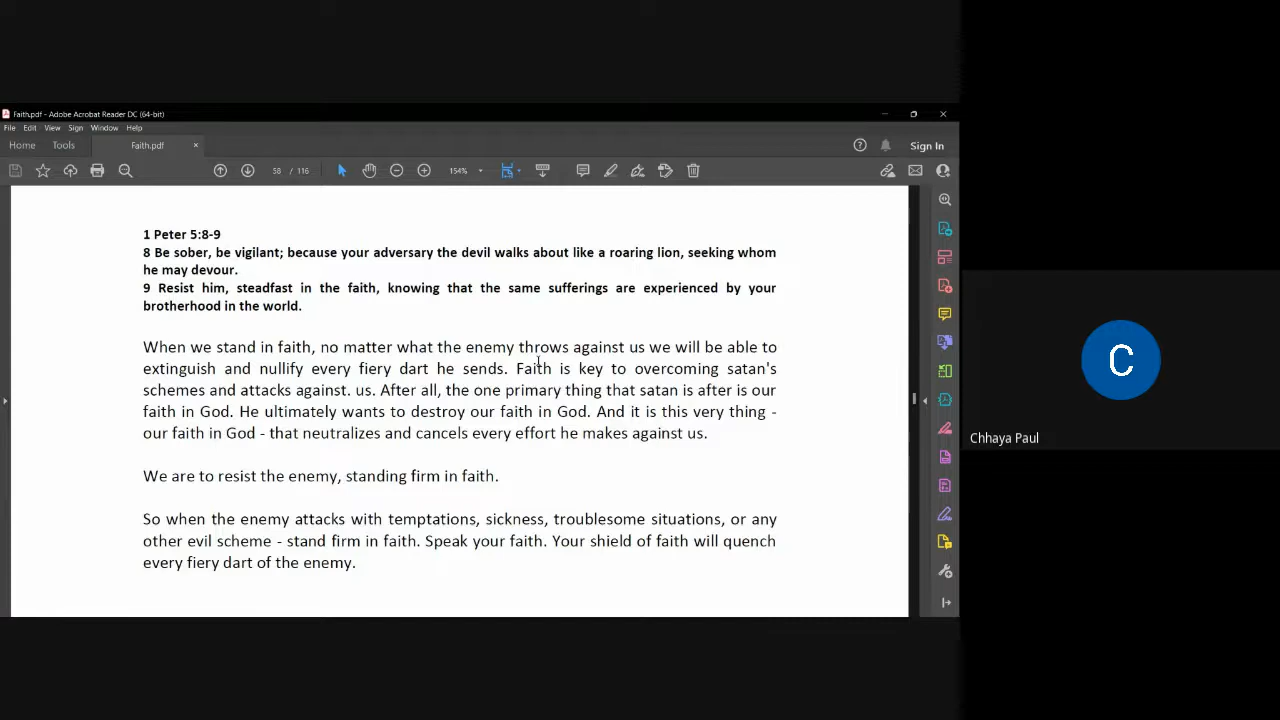 Faith.pdf - Adobe Acrobat Reader DC (64-bit)
File Edit View Sign Window Help
Home Tools Faith.pdf × Sign In
58 / 116 154%
1 Peter 5:8-9
8 Be sober, be vigilant; because your adversary the devil walks about like a roaring lion, seeking whom
he may devour.
9 Resist him, steadfast in the faith, knowing that the same sufferings are experienced by your
brotherhood in the world.
When we stand in faith, no matter what the enemy throws against us we will be able to
extinguish and nullify every fiery dart he sends. Faith is key to overcoming satan's
schemes and attacks against. us. After all, the one primary thing that satan is after is our
faith in God. He ultimately wants to destroy our faith in God. And it is this very thing -
our faith in God - that neutralizes and cancels every effort he makes against us.
We are to resist the enemy, standing firm in faith.
So when the enemy attacks with temptations, sickness, troublesome situations, or any
other evil scheme - stand firm in faith. Speak your faith. Your shield of faith will quench
every fiery dart of the enemy.
C
Chhaya Paul